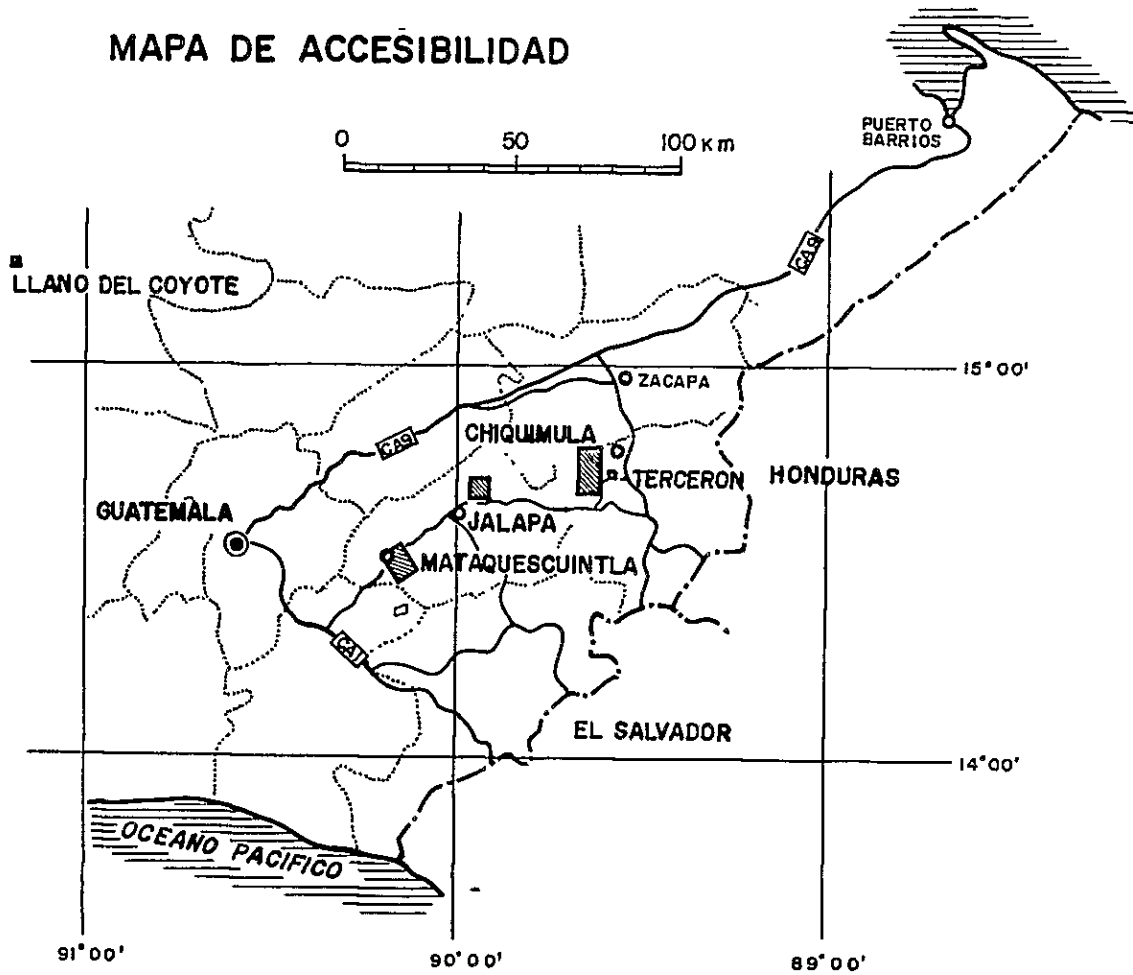 MAPA DE ACCESIBILIDAD
0 50 100 Km
PUERTO
BARRIOS
CA9
LLANO DEL COYOTE
15°00'
ZACAPA
CA9
CHIQUIMULA
TERCERON
HONDURAS
GUATEMALA
JALAPA
MATAQUESCUINTLA
CA1
EL SALVADOR
14°00'
OCEANO PACIFICO
91°00'
90°00'
89°00'